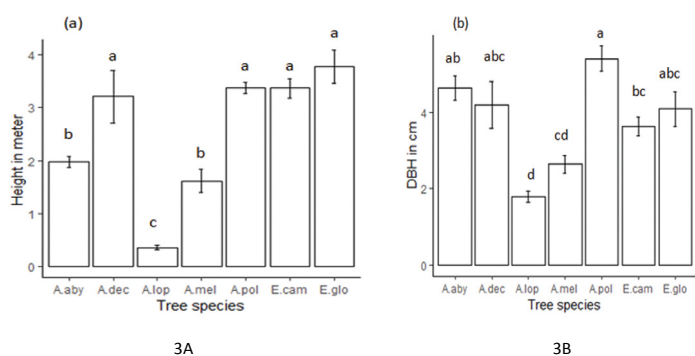 (a)
Height in meter
4
3
2
1
0
a
a
a
a
b
b
c
A.aby A.dec A.lop A.mel A.pol E.cam E.glo
Tree species
3A
(b)
DBH in cm
4
2
0
ab
abc
d
cd
a
bc
abc
A.aby A.dec A.lop A.mel A.pol E.cam E.glo
Tree species
3B